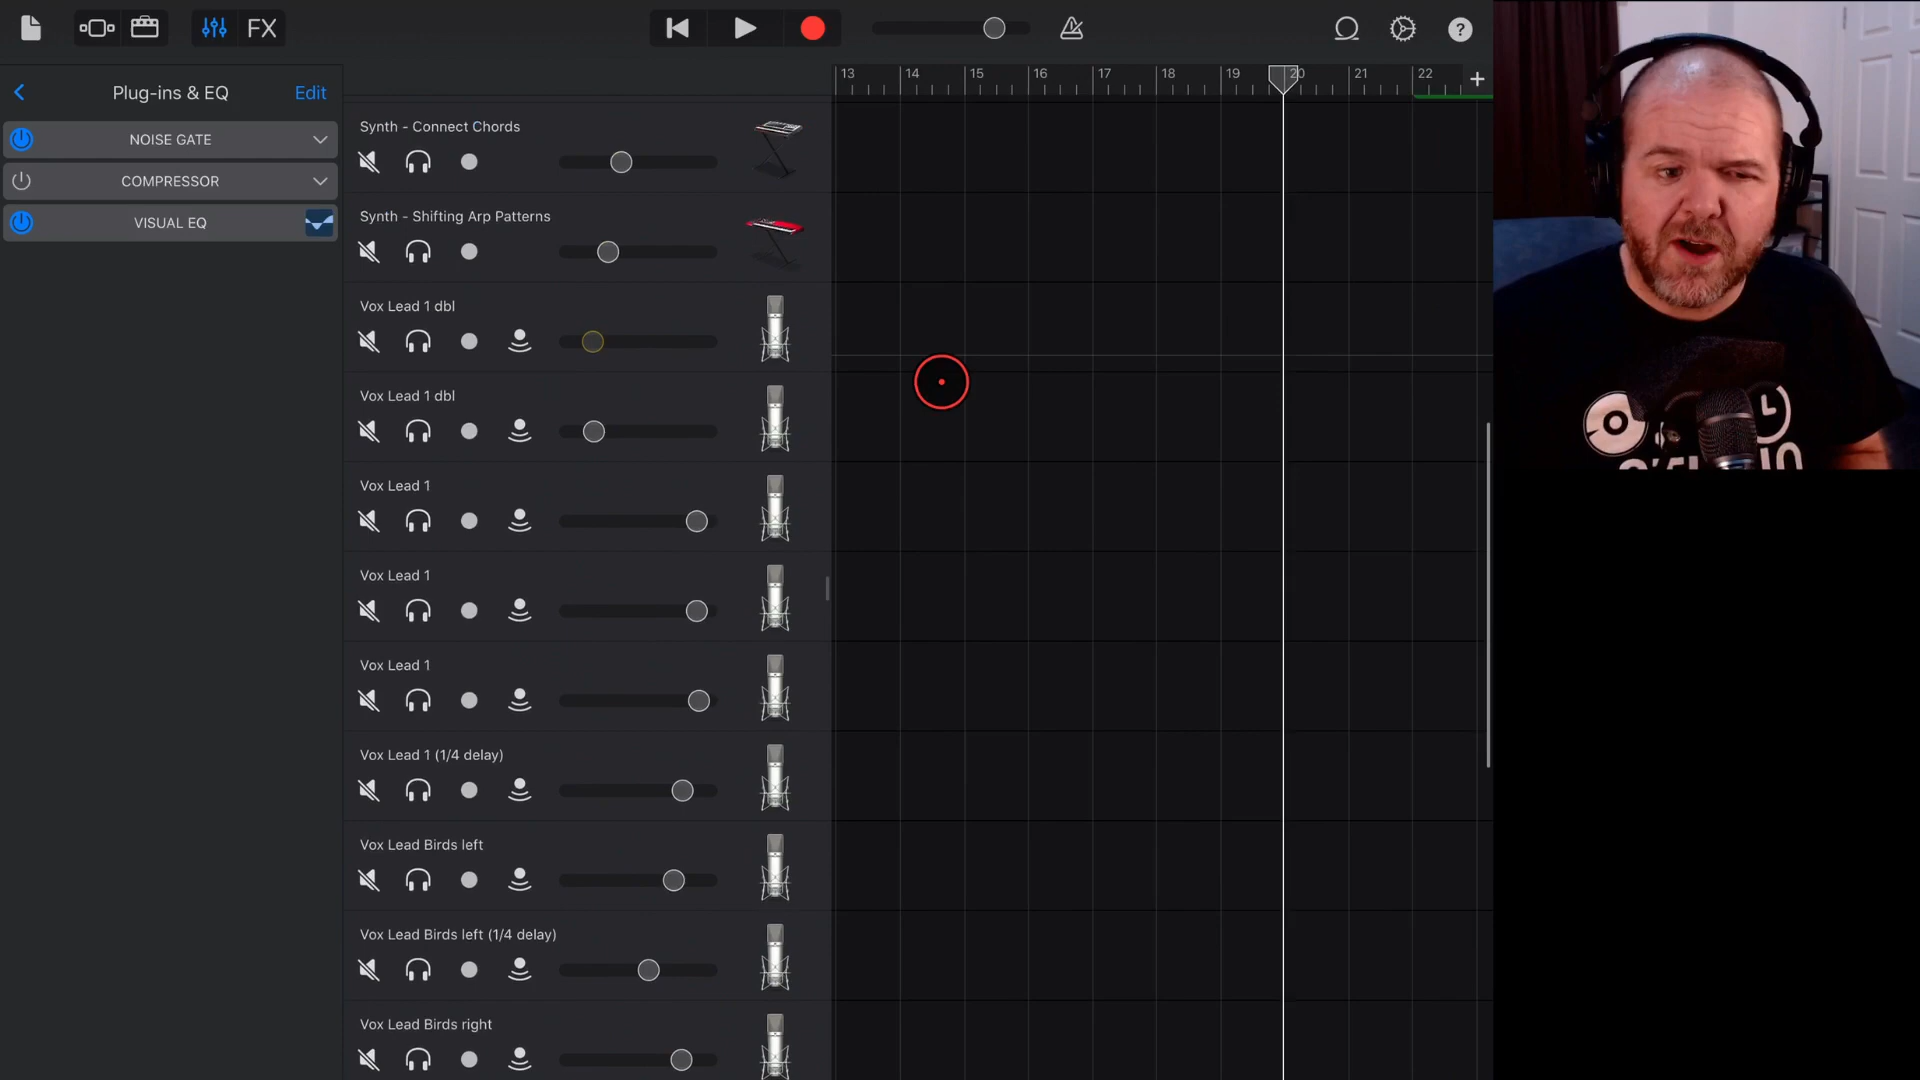 FX
?
Plug-ins & EQ
Edit
NOISE GATE
COMPRESSOR
VISUAL EQ
13 14 15 16 17 18 19 20 21 22
+
Synth - Connect Chords
Synth - Shifting Arp Patterns
Vox Lead 1 dbl
Vox Lead 1 dbl
Vox Lead 1
Vox Lead 1
Vox Lead 1
Vox Lead 1 (1/4 delay)
Vox Lead Birds left
Vox Lead Birds left (1/4 delay)
Vox Lead Birds right